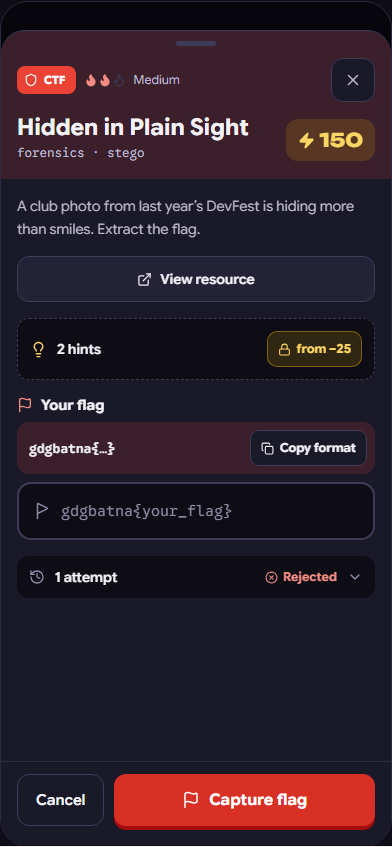 CTF
Medium
Hidden in Plain Sight
150
forensics · stego
A club photo from last year's DevFest is hiding more
than smiles. Extract the flag.
View resource
2 hints
from −25
Your flag
gdgbatna{…}
Copy format
gdgbatna{your_flag}
1 attempt
Rejected
Cancel
Capture flag